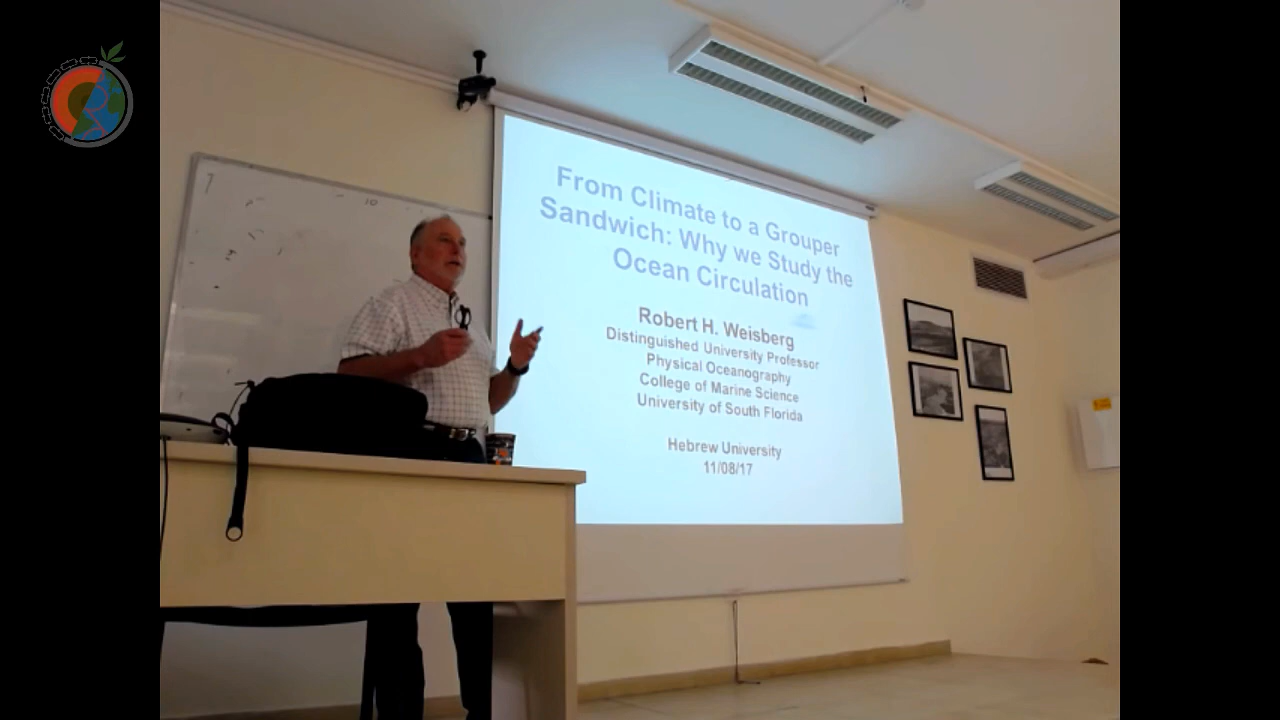 From Climate to a Grouper
Sandwich: Why we Study the
Ocean Circulation
Robert H. Weisberg
Distinguished University Professor
Physical Oceanography
College of Marine Science
University of South Florida
Hebrew University
11/08/17